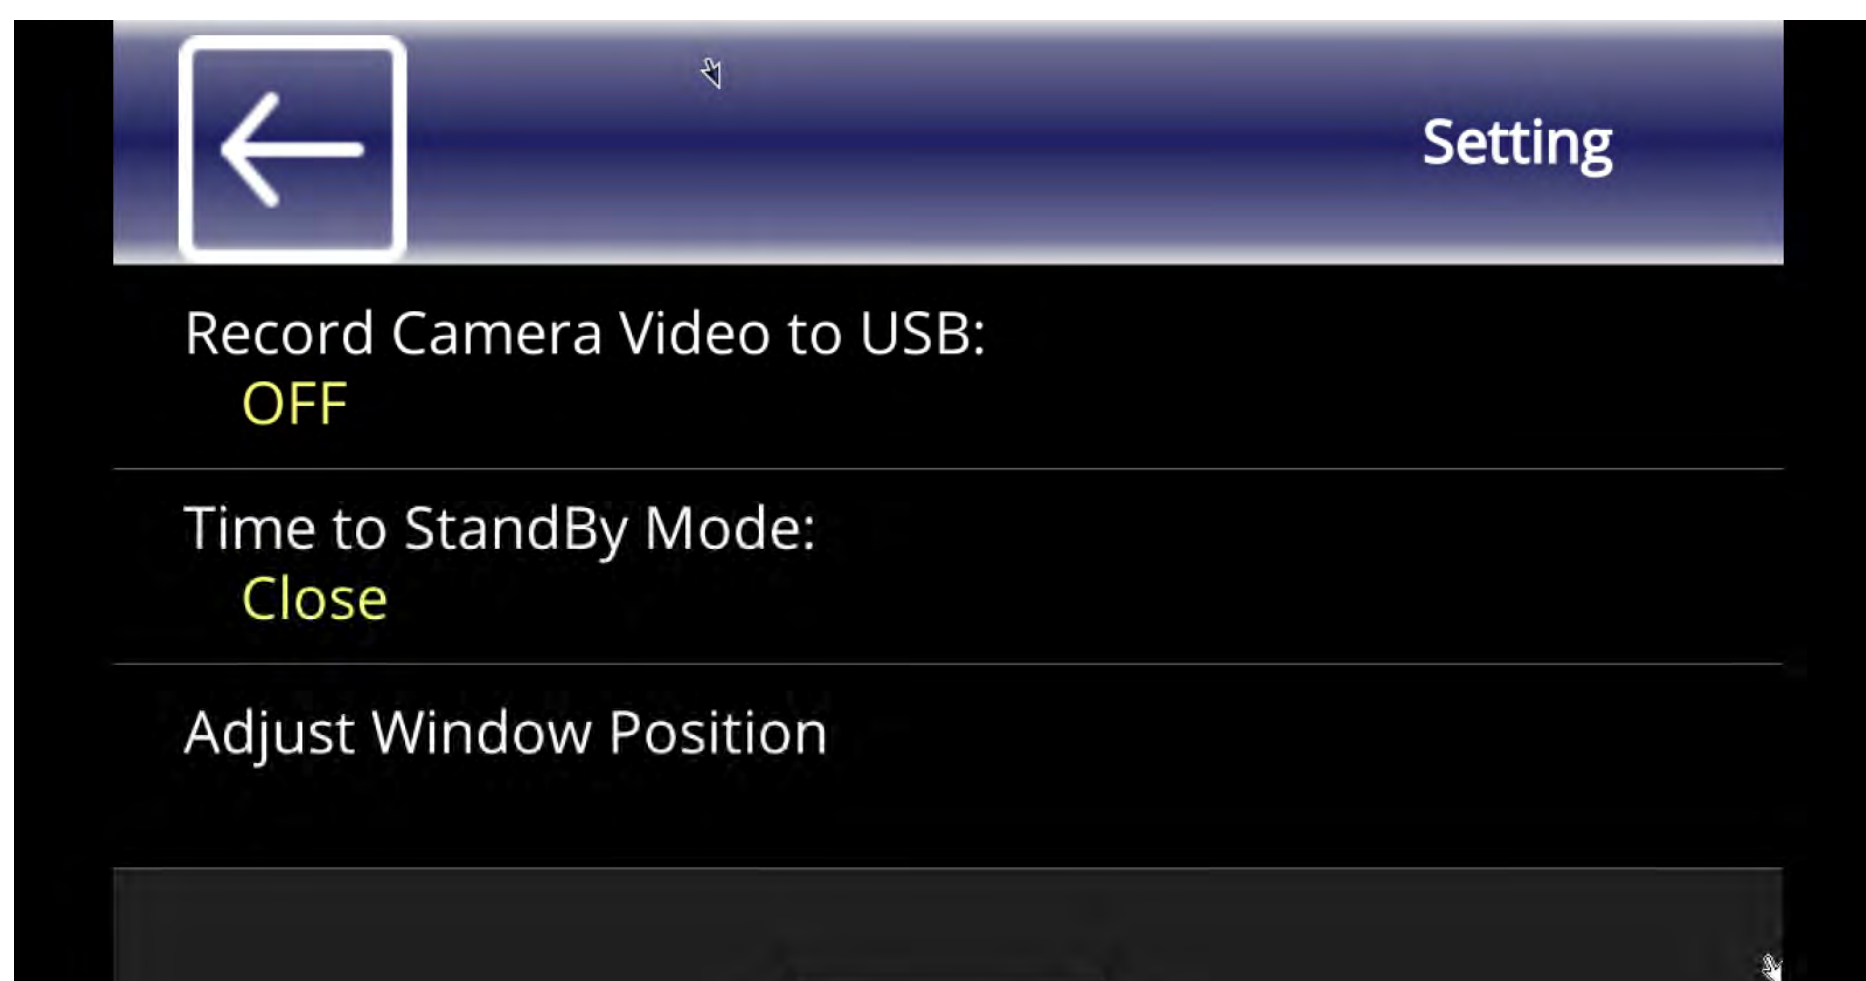 Setting
Record Camera Video to USB:
OFF
Time to StandBy Mode:
Close
Adjust Window Position